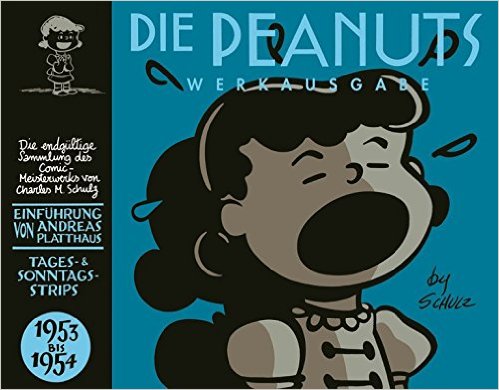 DIE PEANUTS
WERKAUSGABE
Die endgültige
Sammlung des
Comic-
Meisterwerks von
Charles M. Schulz
EINFÜHRUNG
VON ANDREAS
PLATTHAUS
TAGES- &
SONNTAGS-
STRIPS
1953
BIS
1954
by
SCHULZ